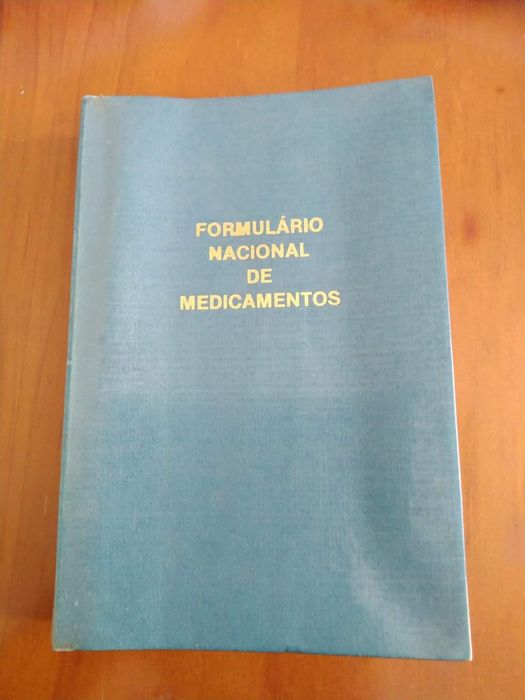 FORMULÁRIO
NACIONAL
DE
MEDICAMENTOS